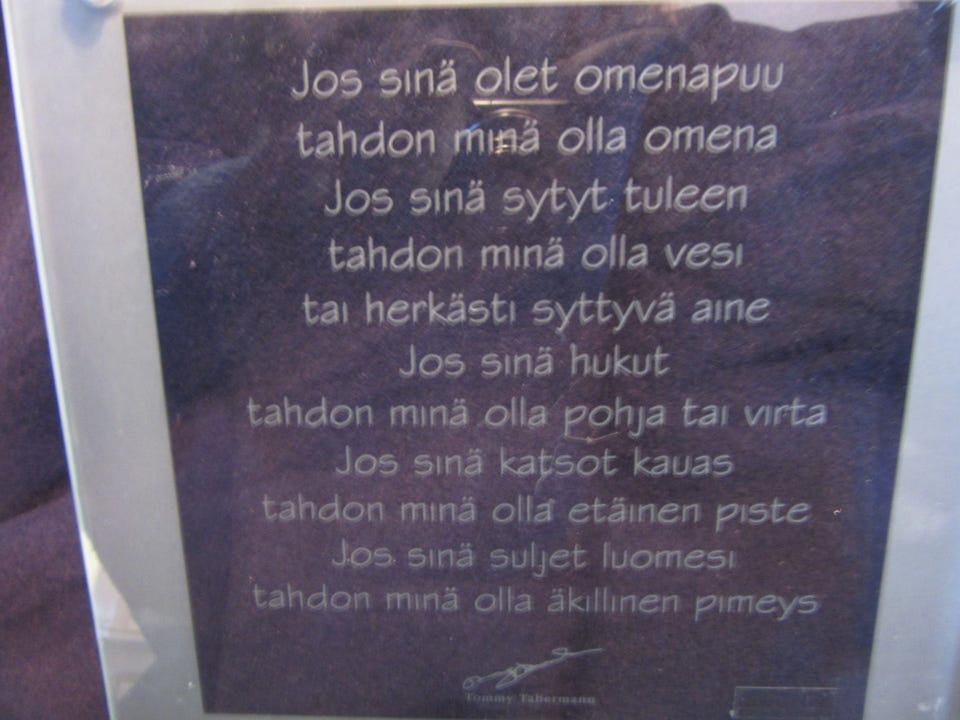 Jos sinä olet omenapuu
tahdon minä olla omena
Jos sinä sytyt tuleen
tahdon minä olla vesi
tai herkästi syttyvä aine
Jos sinä hukut
tahdon minä olla pohja tai virta
Jos sinä katsot kauas
tahdon minä olla etäinen piste
Jos sinä suljet luomesi
tahdon minä olla äkillinen pimeys
Tommy Tabermann